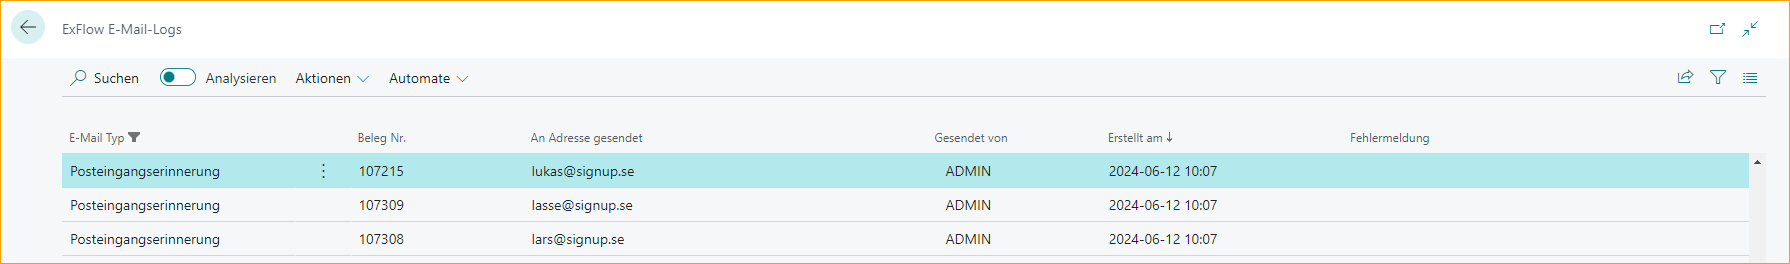 ExFlow E-Mail-Logs
Suchen Analysieren Aktionen Automate
E-Mail Typ Beleg Nr. An Adresse gesendet Gesendet von Erstellt am ↓ Fehlermeldung
Posteingangserinnerung 107215 lukas@signup.se ADMIN 2024-06-12 10:07
Posteingangserinnerung 107309 lasse@signup.se ADMIN 2024-06-12 10:07
Posteingangserinnerung 107308 lars@signup.se ADMIN 2024-06-12 10:07